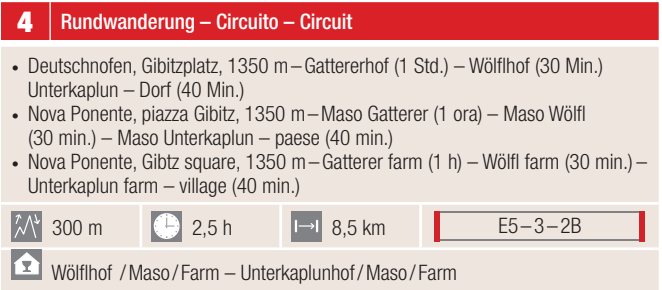 4 Rundwanderung – Circuito – Circuit
• Deutschnofen, Gibitzplatz, 1350 m – Gattererhof (1 Std.) – Wölflhof (30 Min.)
Unterkaplun – Dorf (40 Min.)
• Nova Ponente, piazza Gibitz, 1350 m – Maso Gatterer (1 ora) – Maso Wölfl
(30 min.) – Maso Unterkaplun – paese (40 min.)
• Nova Ponente, Gibtz square, 1350 m – Gatterer farm (1 h) – Wölfl farm (30 min.) –
Unterkaplun farm – village (40 min.)
300 m 2,5 h 8,5 km E5 – 3 – 2B
Wölflhof / Maso / Farm – Unterkaplunhof / Maso / Farm